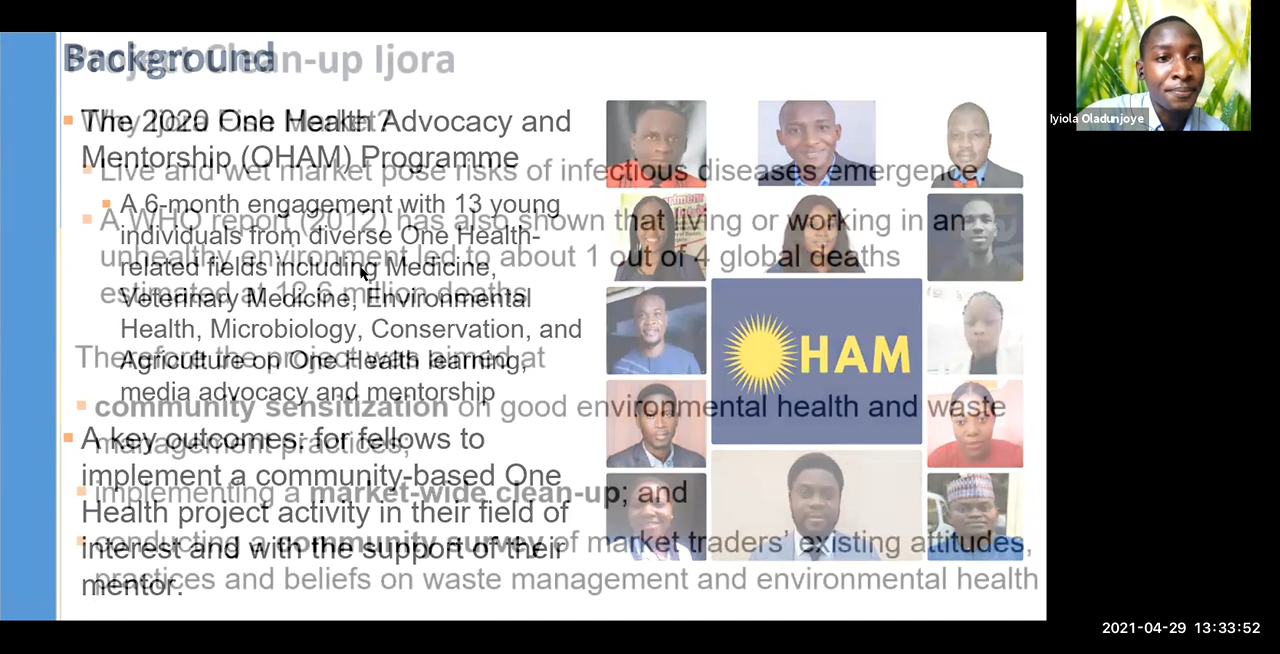 Background
The 2020 One Health Advocacy and
Mentorship (OHAM) Programme
A 6-month engagement with 13 young
individuals from diverse One Health-
related fields including Medicine,
Veterinary Medicine, Environmental
Health, Microbiology, Conservation, and
Agriculture on One Health learning,
media advocacy and mentorship
A key outcomes: for fellows to
implement a community-based One
Health project activity in their field of
interest and with the support of their
mentor.
HAM
Project Clean-up Ijora
Why Ijora Fish Market?
Live and wet market pose risks of infectious diseases emergence.
A WHO report (2012) has also shown that living or working in an
unhealthy environment led to about 1 out of 4 global deaths
estimated at 12.6 million deaths
Therefore the project was aimed at
community sensitization on good environmental health and waste
management practices;
implementing a market-wide clean-up; and
conducting a community survey of market traders' existing attitudes,
practices and beliefs on waste management and environmental health
Iyiola Oladunjoye
2021-04-29 13:33:52